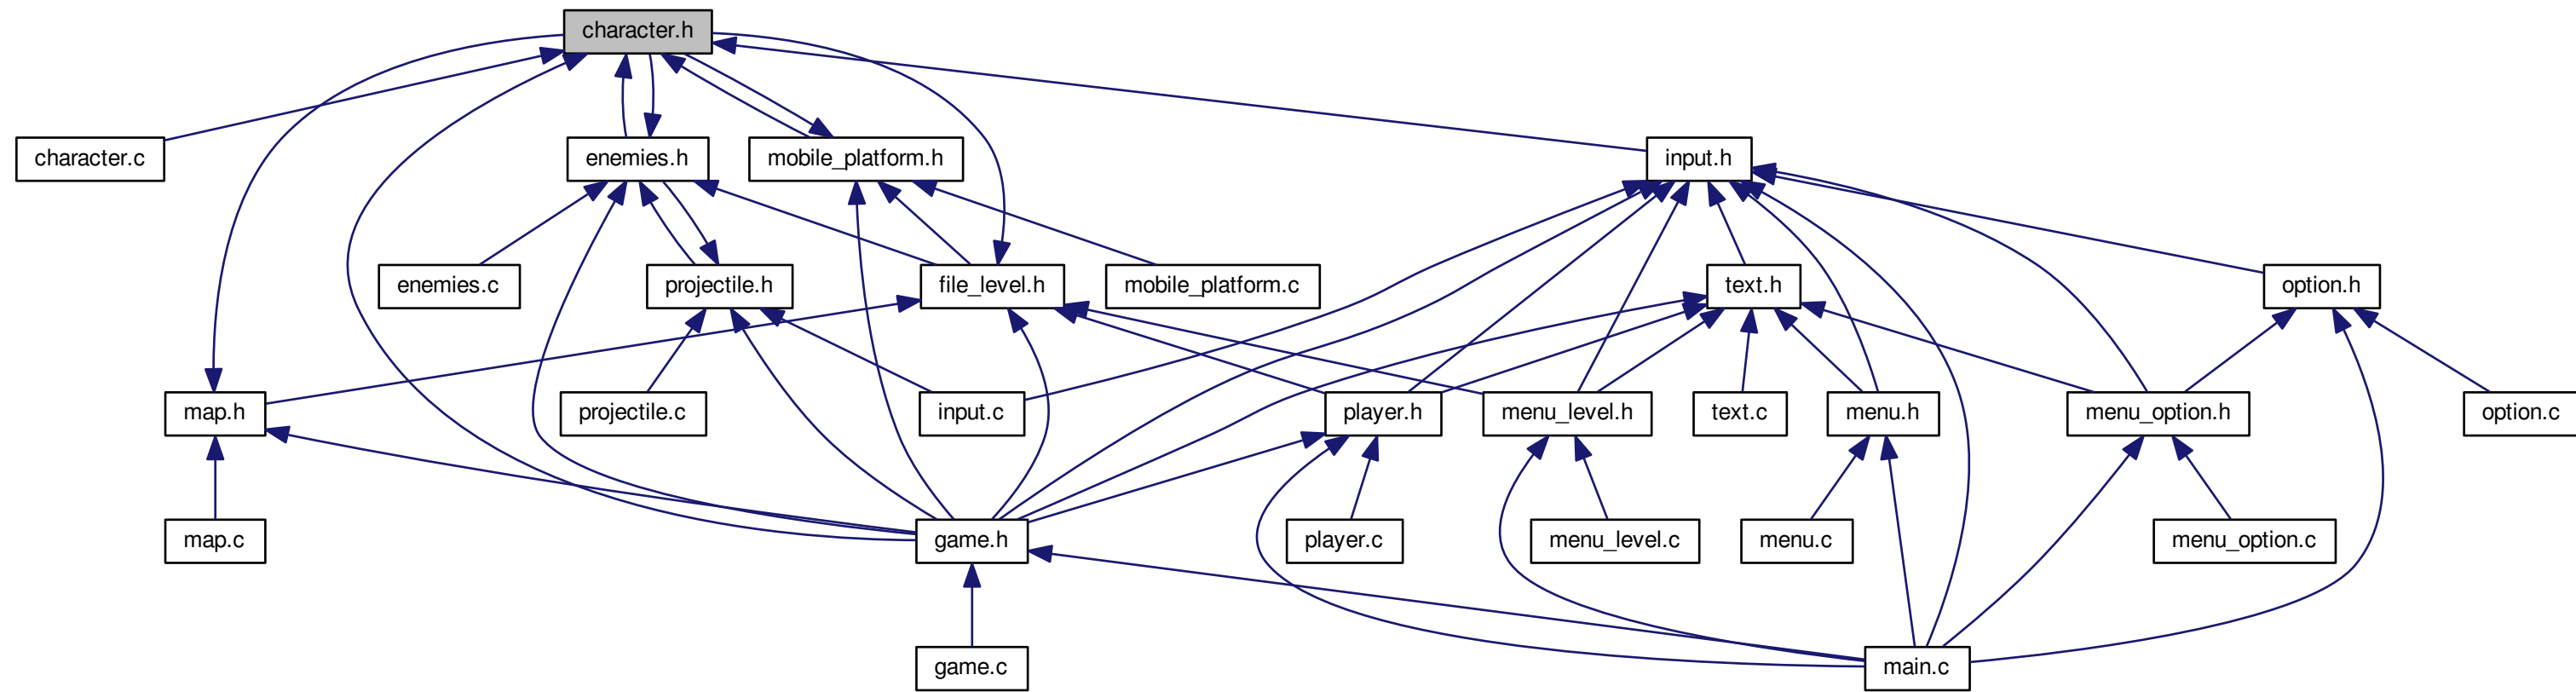 character.h
character.c
enemies.h
mobile_platform.h
input.h
enemies.c
projectile.h
file_level.h
mobile_platform.c
text.h
option.h
map.h
projectile.c
input.c
player.h
menu_level.h
text.c
menu.h
menu_option.h
option.c
map.c
game.h
player.c
menu_level.c
menu.c
menu_option.c
game.c
main.c